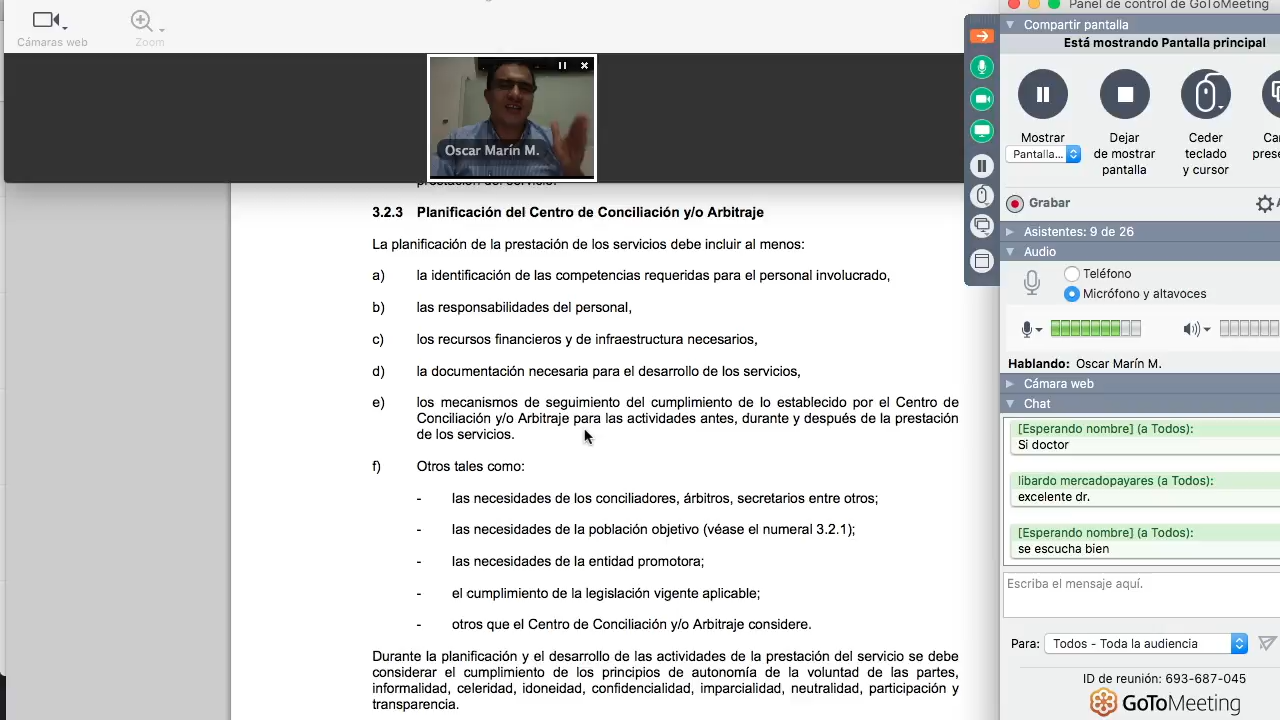 Cámaras web
Zoom
Oscar Marín M.
prestación del servicio.
3.2.3 Planificación del Centro de Conciliación y/o Arbitraje
La planificación de la prestación de los servicios debe incluir al menos:
a) la identificación de las competencias requeridas para el personal involucrado,
b) las responsabilidades del personal,
c) los recursos financieros y de infraestructura necesarios,
d) la documentación necesaria para el desarrollo de los servicios,
e) los mecanismos de seguimiento del cumplimiento de lo establecido por el Centro de
Conciliación y/o Arbitraje para las actividades antes, durante y después de la prestación
de los servicios.
f) Otros tales como:
- las necesidades de los conciliadores, árbitros, secretarios entre otros;
- las necesidades de la población objetivo (véase el numeral 3.2.1);
- las necesidades de la entidad promotora;
- el cumplimiento de la legislación vigente aplicable;
- otros que el Centro de Conciliación y/o Arbitraje considere.
Durante la planificación y el desarrollo de las actividades de la prestación del servicio se debe
considerar el cumplimiento de los principios de autonomía de la voluntad de las partes,
informalidad, celeridad, idoneidad, confidencialidad, imparcialidad, neutralidad, participación y
transparencia.
Panel de control de GoToMeeting
Compartir pantalla
Está mostrando Pantalla principal
Mostrar
Pantalla...
Dejar
de mostrar
pantalla
Ceder
teclado
y cursor
Grabar
Asistentes: 9 de 26
Audio
Teléfono
Micrófono y altavoces
Hablando: Oscar Marín M.
Cámara web
Chat
[Esperando nombre] (a Todos):
Si doctor
libardo mercadopayares (a Todos):
excelente dr.
[Esperando nombre] (a Todos):
se escucha bien
Escriba el mensaje aquí.
Para: Todos - Toda la audiencia
ID de reunión: 693-687-045
GoToMeeting